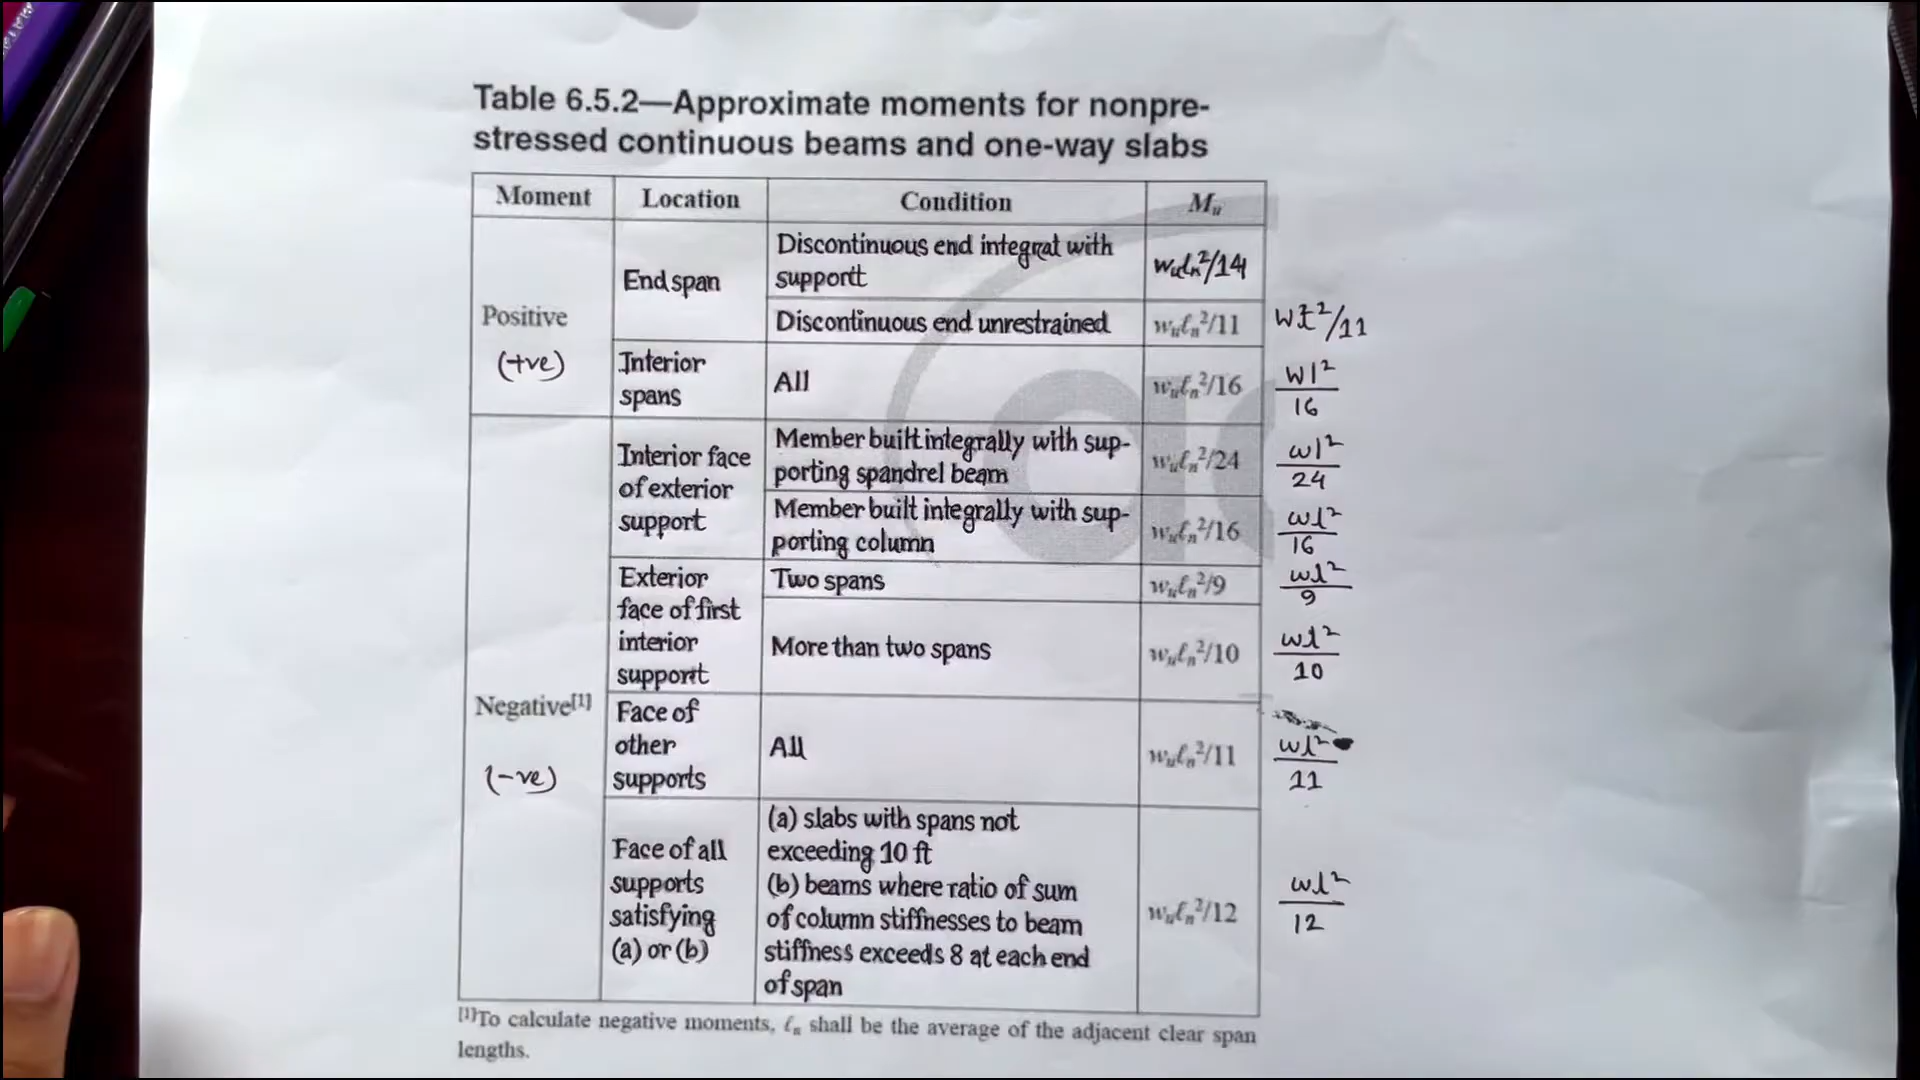 Table 6.5.2—Approximate moments for nonpre-
stressed continuous beams and one-way slabs
Moment Location Condition Mu
Positive
(+ve)
End span
Discontinuous end integrat with
supportt
wuln²/14
Discontinuous end unrestrained
wuℓn²/11
wl²/11
Interior
spans
All
wuℓn²/16
wl²
16
Negative[1]
(-ve)
Interior face
of exterior
support
Member built integrally with sup-
porting spandrel beam
wuℓn²/24
wl²
24
Member built integrally with sup-
porting column
wuℓn²/16
wl²
16
Exterior
face of first
interior
support
Two spans
wuℓn²/9
wl²
9
More than two spans
wuℓn²/10
wl²
10
Face of
other
supports
All
wuℓn²/11
wl²
11
Face of all
supports
satisfying
(a) or (b)
(a) slabs with spans not
exceeding 10 ft
(b) beams where ratio of sum
of column stiffnesses to beam
stiffness exceeds 8 at each end
of span
wuℓn²/12
wl²
12
[1]To calculate negative moments, ℓn shall be the average of the adjacent clear span
lengths.